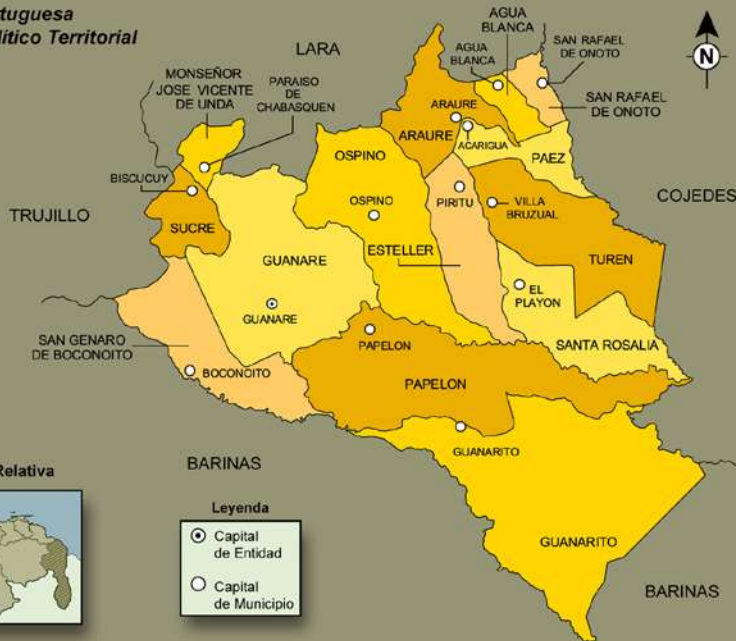 tuguesa
lítico Territorial
LARA
AGUA
BLANCA
AGUA
BLANCA
SAN RAFAEL
DE ONOTO
N
MONSEÑOR
JOSE VICENTE
DE UNDA
PARAISO
DE
CHABASQUEN
SAN RAFAEL
DE ONOTO
ARAURE
ARAURE
ACARIGUA
PAEZ
OSPINO
BISCUCUY
OSPINO
PIRITU
VILLA
BRUZUAL
COJEDES
TRUJILLO
SUCRE
ESTELLER
GUANARE
TUREN
EL
PLAYON
GUANARE
SAN GENARO
DE BOCONOITO
PAPELON
SANTA ROSALIA
BOCONOITO
PAPELON
GUANARITO
BARINAS
Relativa
Leyenda
Capital
de Entidad
Capital
de Municipio
GUANARITO
BARINAS